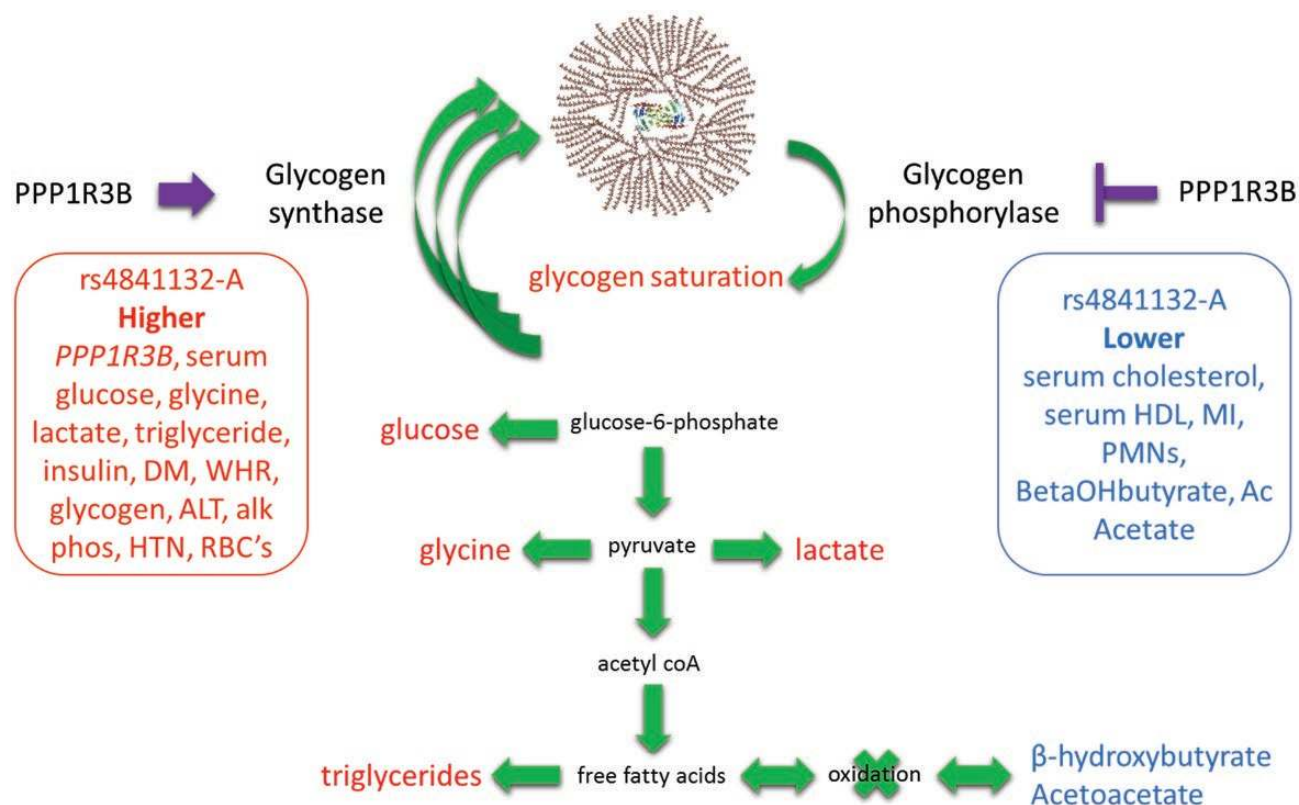 PPP1R3B
Glycogen
synthase
Glycogen
phosphorylase
PPP1R3B
glycogen saturation
rs4841132-A
Higher
PPP1R3B, serum
glucose, glycine,
lactate, triglyceride,
insulin, DM, WHR,
glycogen, ALT, alk
phos, HTN, RBC's
rs4841132-A
Lower
serum cholesterol,
serum HDL, MI,
PMNs,
BetaOHbutyrate, Ac
Acetate
glucose
glucose-6-phosphate
glycine
pyruvate
lactate
acetyl coA
triglycerides
free fatty acids
oxidation
β-hydroxybutyrate
Acetoacetate